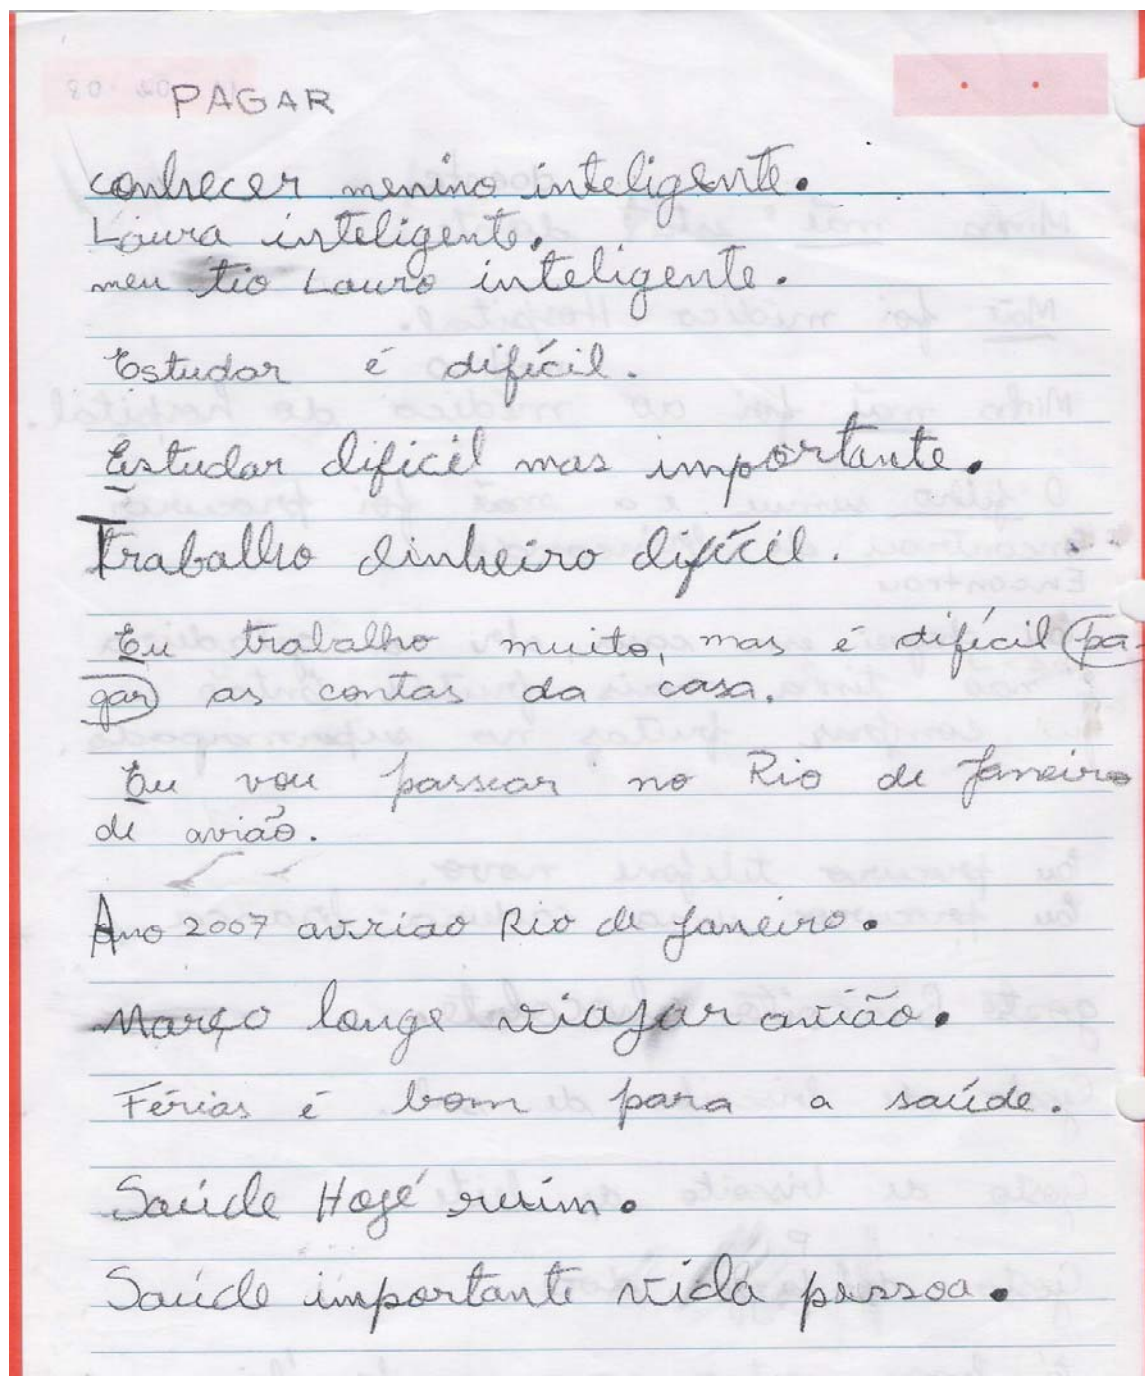 PAGAR
conhecer menino inteligente.
Laura inteligente.
meu tio Lauro inteligente.
Estudar é difícil.
Estudar difícil mas importante.
Trabalho dinheiro difícil.
Eu trabalho muito, mas é difícil pa-
gar as contas da casa.
Eu vou passear no Rio de Janeiro
de avião.
Ano 2007 avriao Rio de Janeiro.
Março longe viajar avião.
Férias é bom para a saúde.
Saúde Hojé ruim.
Saúde importante vida pessoa.